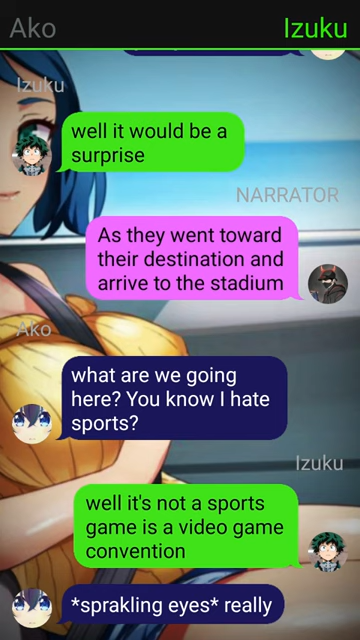 Ako
Izuku
Izuku
well it would be a
surprise
NARRATOR
As they went toward
their destination and
arrive to the stadium
Ako
what are we going
here? You know I hate
sports?
Izuku
well it's not a sports
game is a video game
convention
*sprakling eyes* really